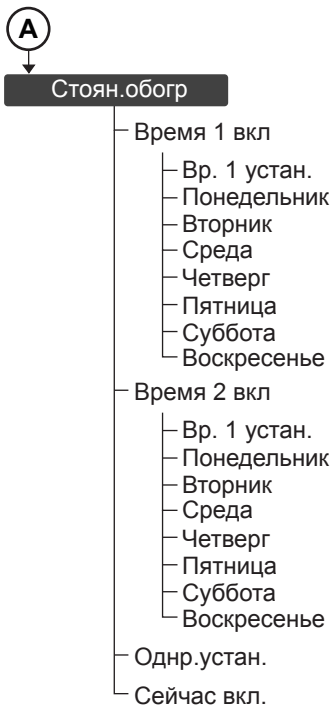 A
Стоян.обогр
Время 1 вкл
Вр. 1 устан.
Понедельник
Вторник
Среда
Четверг
Пятница
Суббота
Воскресенье
Время 2 вкл
Вр. 1 устан.
Понедельник
Вторник
Среда
Четверг
Пятница
Суббота
Воскресенье
Однр.устан.
Сейчас вкл.